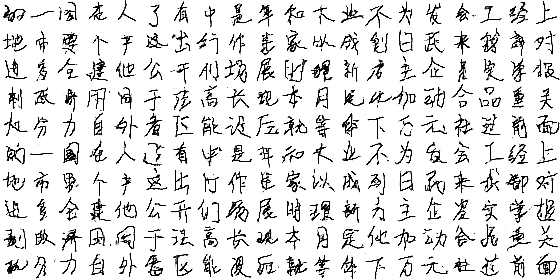 的一国在人了有中是年和大业不为发会工经上
地市要个产这出行作生家以成到日民来我部对
进多全建他公开们场展时理新方主企资实学报
制政济用同于法高长现本月定化加动合品重关
机分力自外者区能设后就等体下万元社过前面
的一国在人了有中是年和大业不为发会工经上
地市要个产这出行作生家以成到日民来我部对
进多全建他公开们场展时理新方主企资实学报
制政济用同于法高长现本月定化加动合品重关
机分力自外者区能设后就等体下万元社过前面